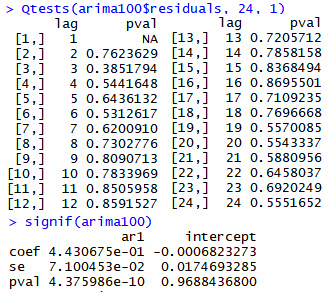 > Qtests(arima100$residuals, 24, 1)
lag pval lag pval
[1,] 1 NA [13,] 13 0.7205712
[2,] 2 0.7623629 [14,] 14 0.7858158
[3,] 3 0.3851794 [15,] 15 0.8368494
[4,] 4 0.5441648 [16,] 16 0.8695501
[5,] 5 0.6436132 [17,] 17 0.7109235
[6,] 6 0.5312617 [18,] 18 0.7696668
[7,] 7 0.6200910 [19,] 19 0.5570085
[8,] 8 0.7302776 [20,] 20 0.5543337
[9,] 9 0.8090713 [21,] 21 0.5880956
[10,] 10 0.7833969 [22,] 22 0.6458037
[11,] 11 0.8505958 [23,] 23 0.6920249
[12,] 12 0.8591527 [24,] 24 0.5551652
> signif(arima100)
ar1 intercept
coef 4.430675e-01 -0.0006823273
se 7.100453e-02 0.0174693285
pval 4.375986e-10 0.9688436800